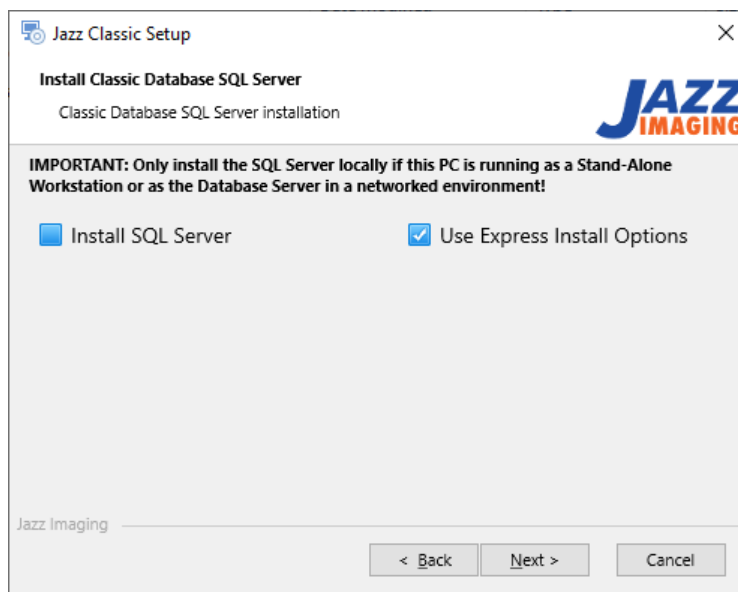 Jazz Classic Setup
Install Classic Database SQL Server
Classic Database SQL Server installation
JAZZ
IMAGING
IMPORTANT: Only install the SQL Server locally if this PC is running as a Stand-Alone
Workstation or as the Database Server in a networked environment!
Install SQL Server
Use Express Install Options
Jazz Imaging
< Back
Next >
Cancel